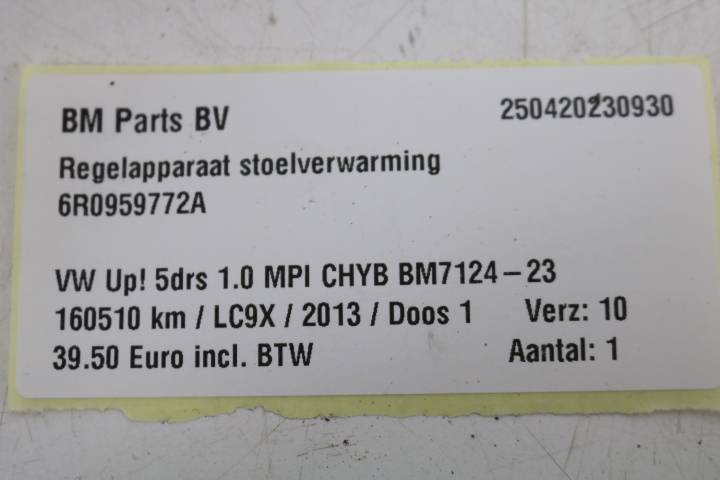 BM Parts BV 250420230930
Regelapparaat stoelverwarming
6R0959772A
VW Up! 5drs 1.0 MPI CHYB BM7124-23
160510 km / LC9X / 2013 / Doos 1 Verz: 10
39.50 Euro incl. BTW Aantal: 1